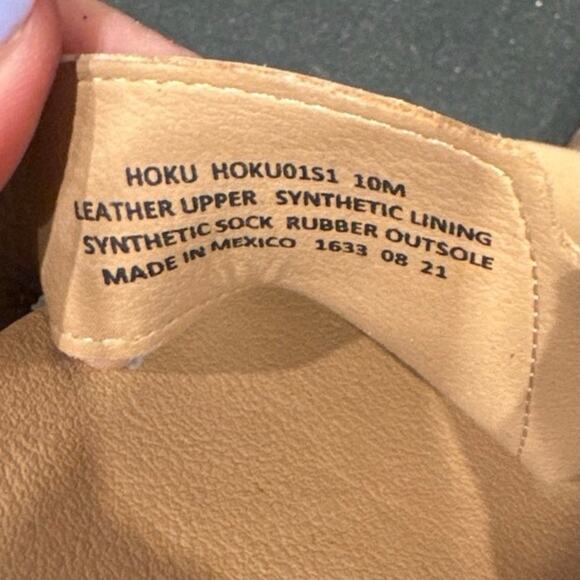 HOKU HOKU01S1 10M
LEATHER UPPER SYNTHETIC LINING
SYNTHETIC SOCK RUBBER OUTSOLE
MADE IN MEXICO 1633 08 21